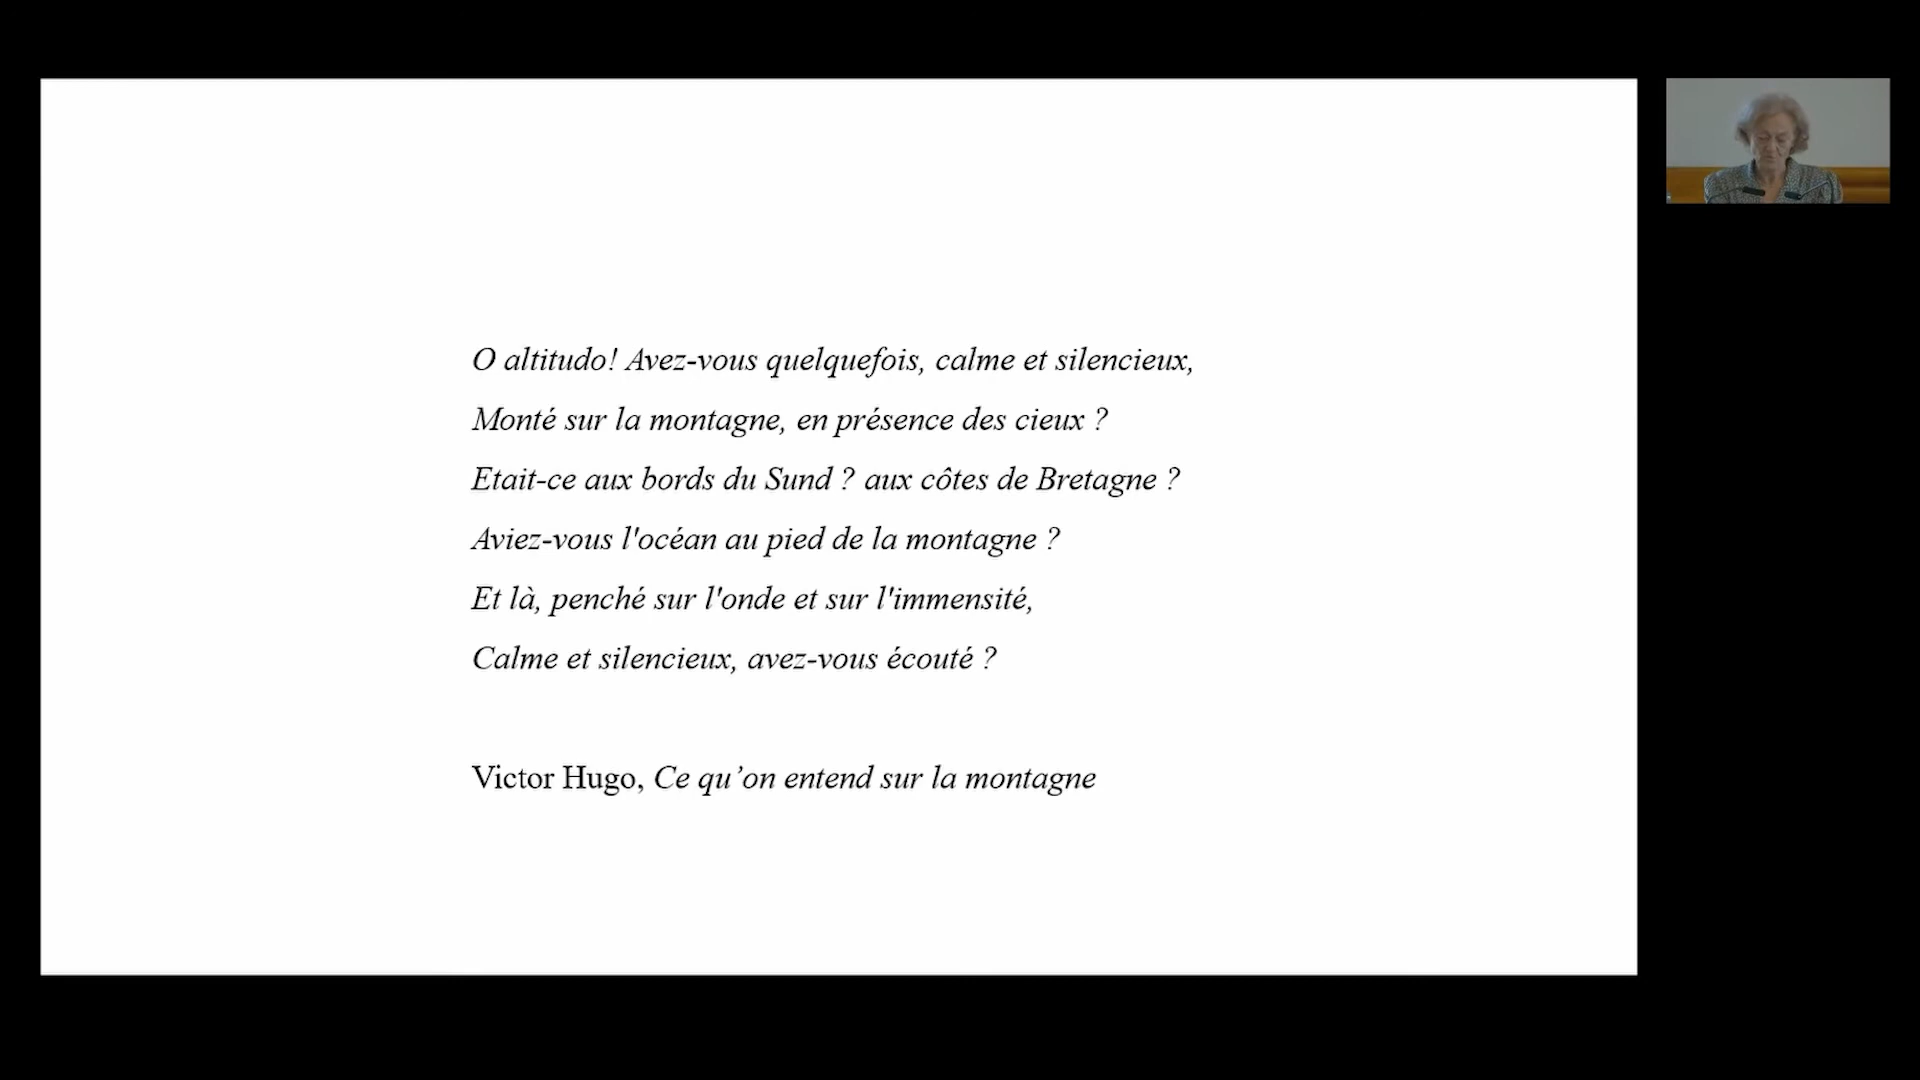 O altitudo! Avez-vous quelquefois, calme et silencieux,
Monté sur la montagne, en présence des cieux ?
Etait-ce aux bords du Sund ? aux côtes de Bretagne ?
Aviez-vous l'océan au pied de la montagne ?
Et là, penché sur l'onde et sur l'immensité,
Calme et silencieux, avez-vous écouté ?
Victor Hugo, Ce qu’on entend sur la montagne